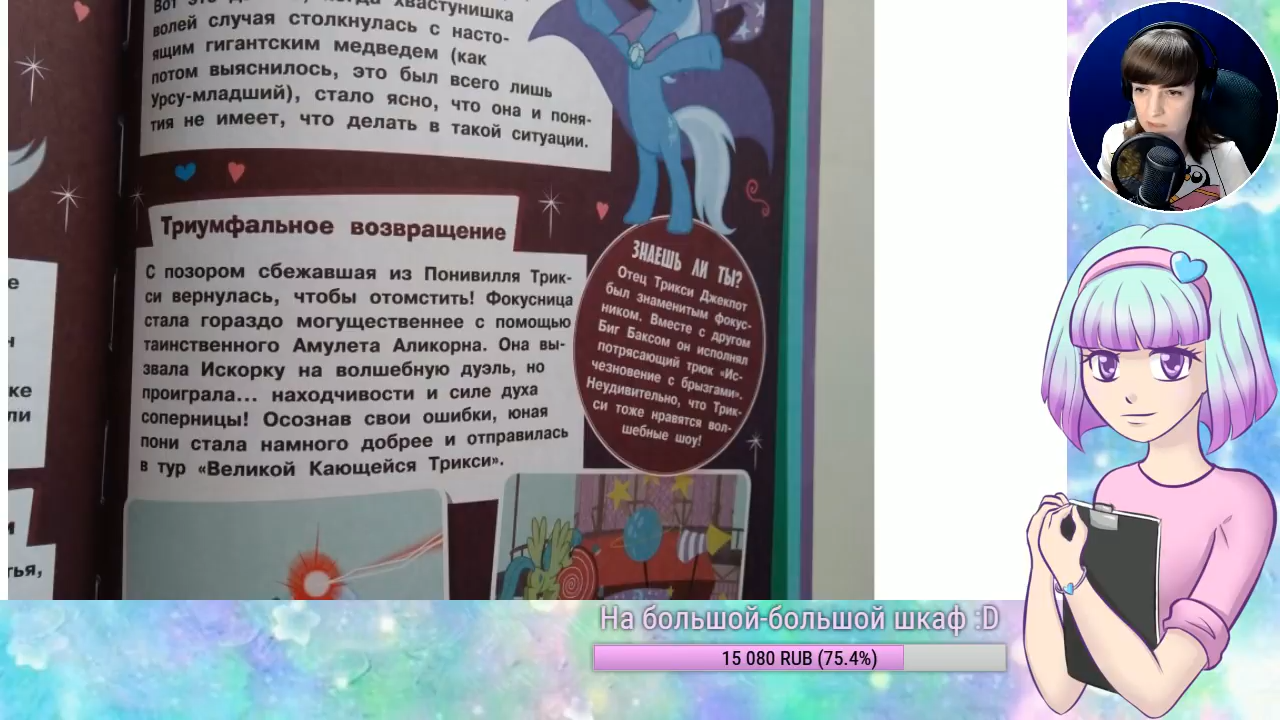 Вот это хвастунишка
волей случая столкнулась с насто-
ящим гигантским медведем (как
потом выяснилось, это был всего лишь
Урсу-младший), стало ясно, что она и поня-
тия не имеет, что делать в такой ситуации.
Триумфальное возвращение
С позором сбежавшая из Понивилля Трик-
си вернулась, чтобы отомстить! Фокусница
стала гораздо могущественнее с помощью
таинственного Амулета Аликорна. Она вы-
звала Искорку на волшебную дуэль, но
проиграла... находчивости и силе духа
соперницы! Осознав свои ошибки, юная
пони стала намного добрее и отправилась
в тур «Великой Кающейся Трикси».
ЗНАЕШЬ ЛИ ТЫ?
Отец Трикси Джекпот
был знаменитым фокус-
ником. Вместе с другом
Биг Баксом он исполнял
потрясающий трюк «Ис-
чезновение с брызгами».
Неудивительно, что Трик-
си тоже нравятся вол-
шебные шоу!
На большой-большой шкаф :D
15 080 RUB (75.4%)